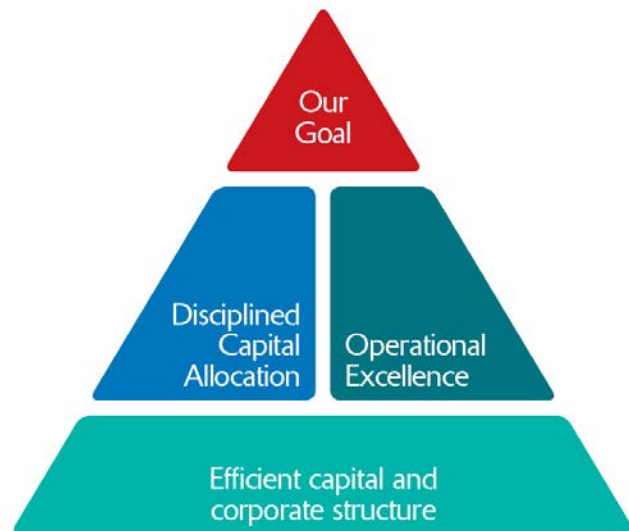 Our
Goal
Disciplined
Capital
Allocation
Operational
Excellence
Efficient capital and
corporate structure